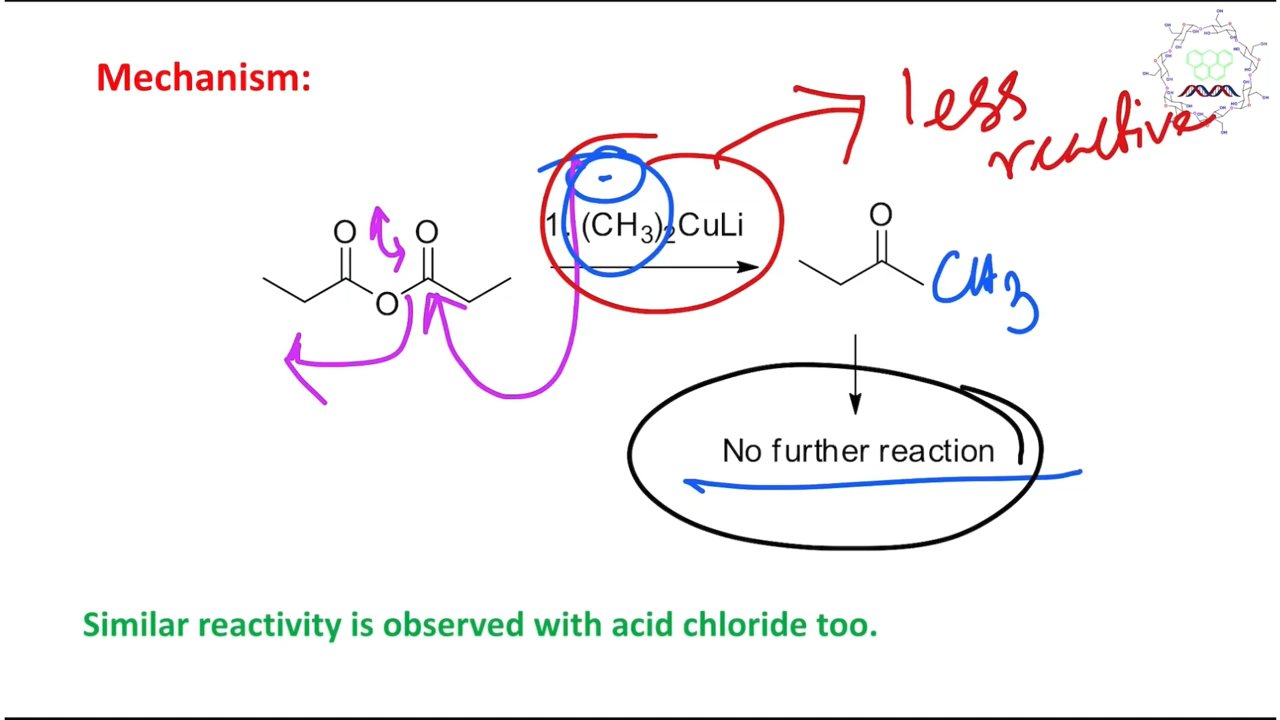 Mechanism:
less
reactive
1. (CH₃)₂CuLi
-
O O O
O
CH3
No further reaction
Similar reactivity is observed with acid chloride too.